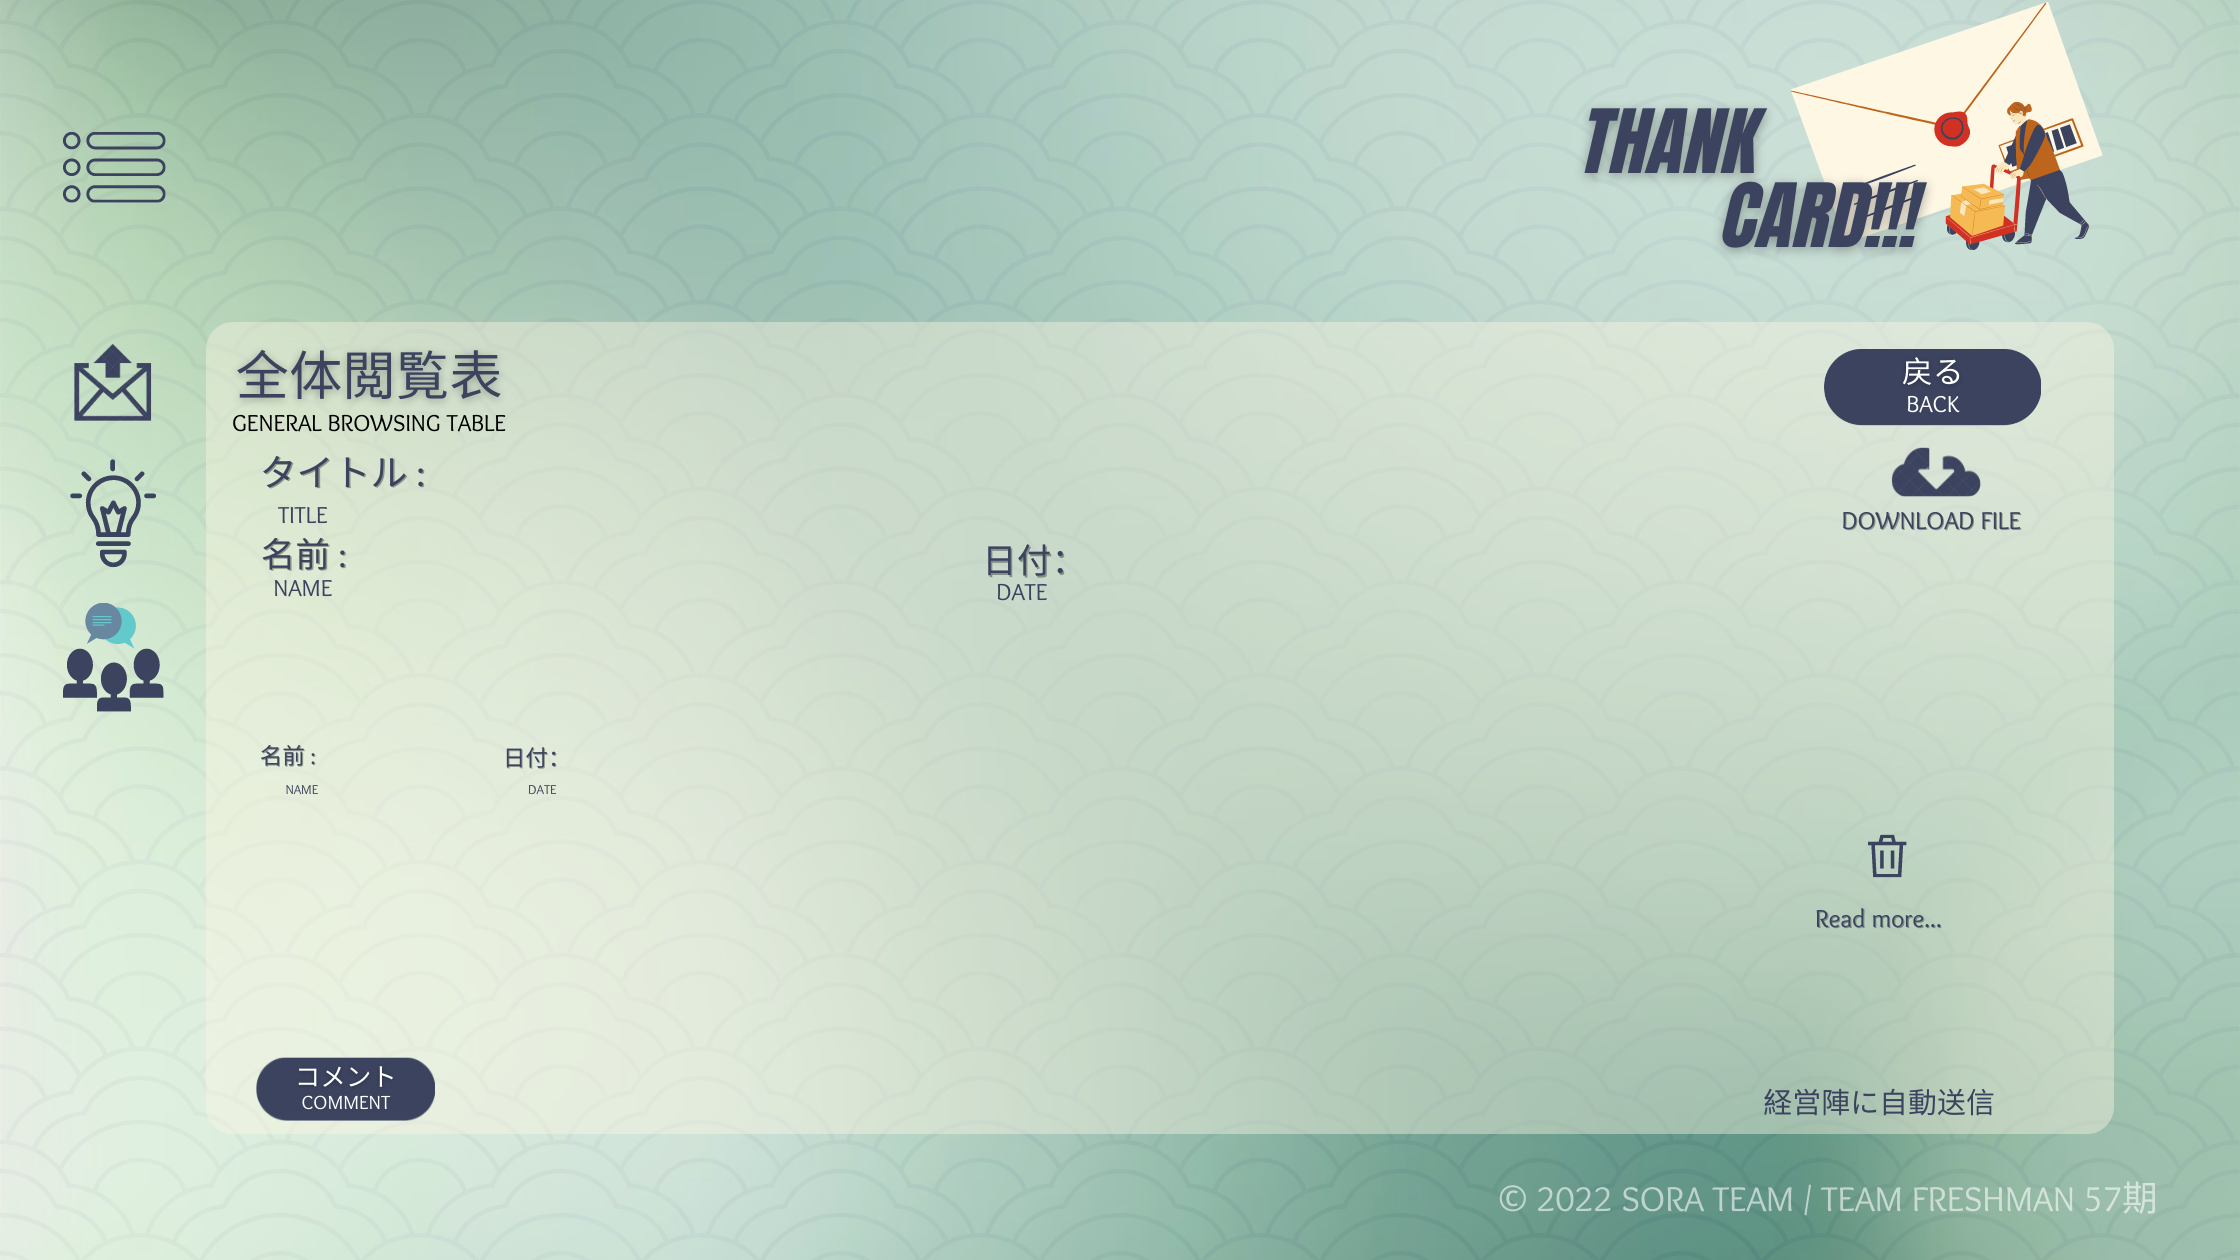 THANK
CARD!!!
全体閲覧表
GENERAL BROWSING TABLE
戻る
BACK
タイトル :
TITLE
DOWNLOAD FILE
名前 :
NAME
日付:
DATE
名前 :
NAME
日付:
DATE
Read more...
コメント
COMMENT
経営陣に自動送信
© 2022 SORA TEAM / TEAM FRESHMAN 57期